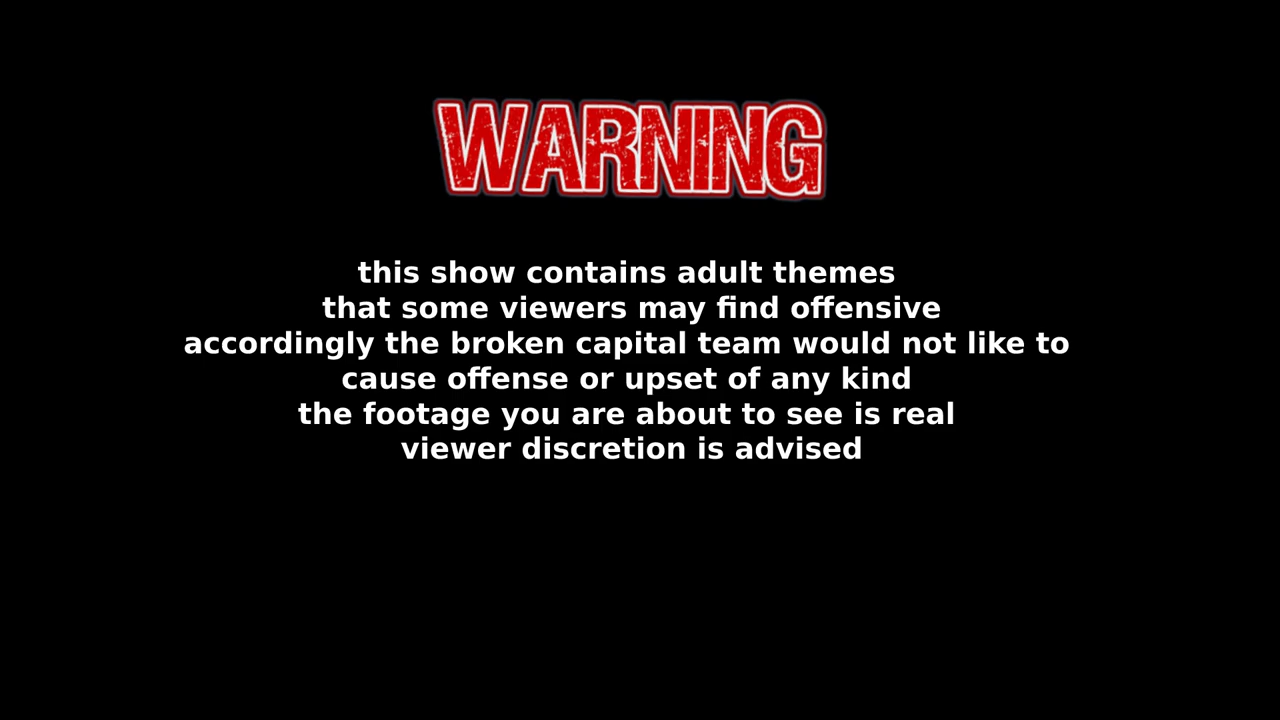 WARNING
this show contains adult themes
that some viewers may find offensive
accordingly the broken capital team would not like to
cause offense or upset of any kind
the footage you are about to see is real
viewer discretion is advised